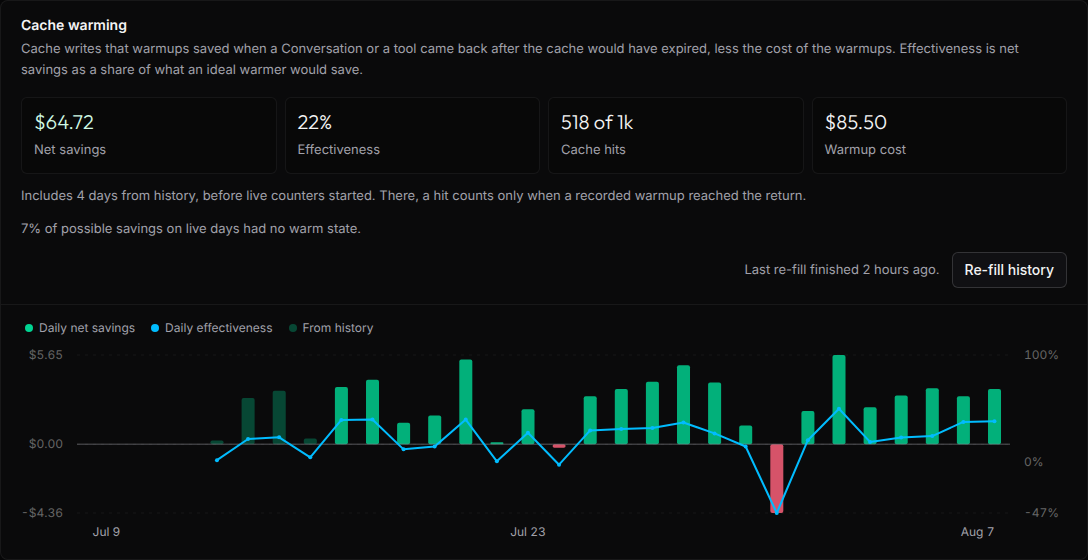 Cache warming
Cache writes that warmups saved when a Conversation or a tool came back after the cache would have expired, less the cost of the warmups. Effectiveness is net
savings as a share of what an ideal warmer would save.
$64.72
Net savings
22%
Effectiveness
518 of 1k
Cache hits
$85.50
Warmup cost
Includes 4 days from history, before live counters started. There, a hit counts only when a recorded warmup reached the return.
7% of possible savings on live days had no warm state.
Last re-fill finished 2 hours ago.
Re-fill history
Daily net savings
Daily effectiveness
From history
$5.65
100%
$0.00
0%
-$4.36
-47%
Jul 9
Jul 23
Aug 7